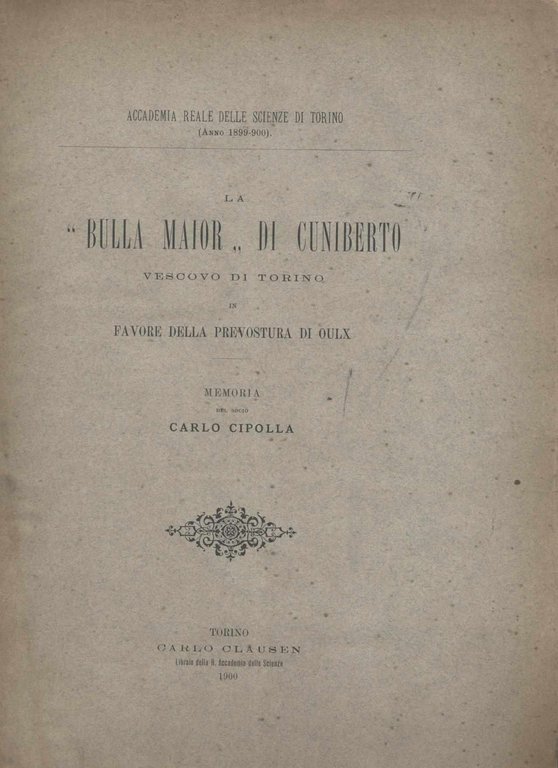 ACCADEMIA REALE DELLE SCIENZE DI TORINO
(ANNO 1899-900).
LA
“ BULLA MAIOR „ DI CUNIBERTO
VESCOVO DI TORINO
IN
FAVORE DELLA PREVOSTURA DI OULX
MEMORIA
DEL SOCIO
CARLO CIPOLLA
TORINO
CARLO CLAUSEN
Libraio della R. Accademia delle Scienze
1900